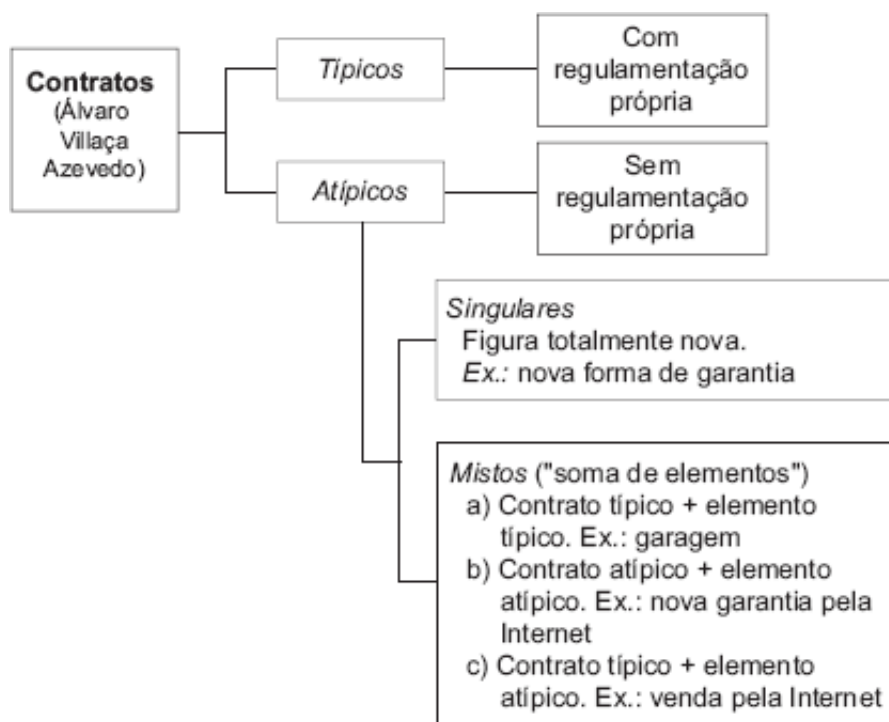 Contratos
(Álvaro
Villaça
Azevedo)
Típicos
Com
regulamentação
própria
Atípicos
Sem
regulamentação
própria
Singulares
Figura totalmente nova.
Ex.: nova forma de garantia
Mistos ("soma de elementos")
a) Contrato típico + elemento
típico. Ex.: garagem
b) Contrato atípico + elemento
atípico. Ex.: nova garantia pela
Internet
c) Contrato típico + elemento
atípico. Ex.: venda pela Internet